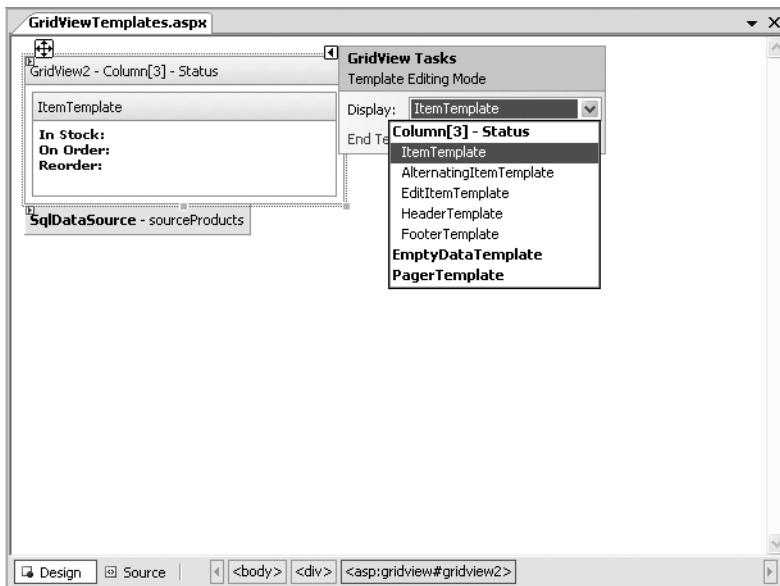 GridViewTemplates.aspx
GridView2 - Column[3] - Status
ItemTemplate
In Stock:
On Order:
Reorder:
SqlDataSource - sourceProducts
GridView Tasks
Template Editing Mode
Display: ItemTemplate
End Te
Column[3] - Status
ItemTemplate
AlternatingItemTemplate
EditItemTemplate
HeaderTemplate
FooterTemplate
EmptyDataTemplate
PagerTemplate
Design Source <body> <div> <asp:gridview#gridview2>